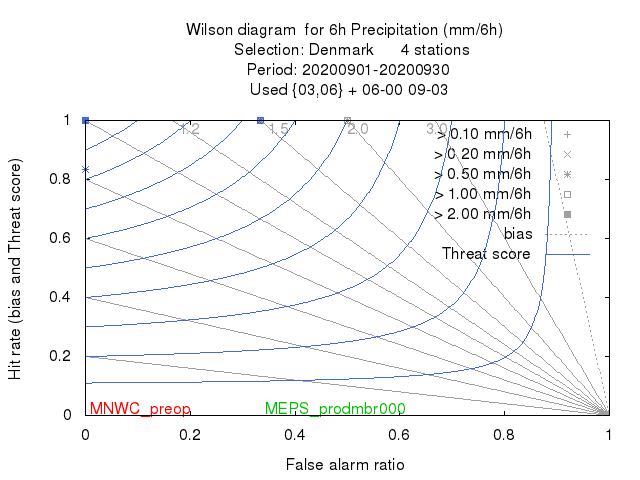 Wilson diagram for 6h Precipitation (mm/6h)
Selection: Denmark 4 stations
Period: 20200901-20200930
Used {03,06} + 06-00 09-03
1 1.2 1.5 2.0 3.0
> 0.10 mm/6h
> 0.20 mm/6h
> 0.50 mm/6h
> 1.00 mm/6h
> 2.00 mm/6h
bias
Threat score
0.8
0.6
0.4
0.2
0
Hit rate (bias and Threat score)
MNWC_preop MEPS_prodmbr000
0 0.2 0.4 0.6 0.8 1
False alarm ratio